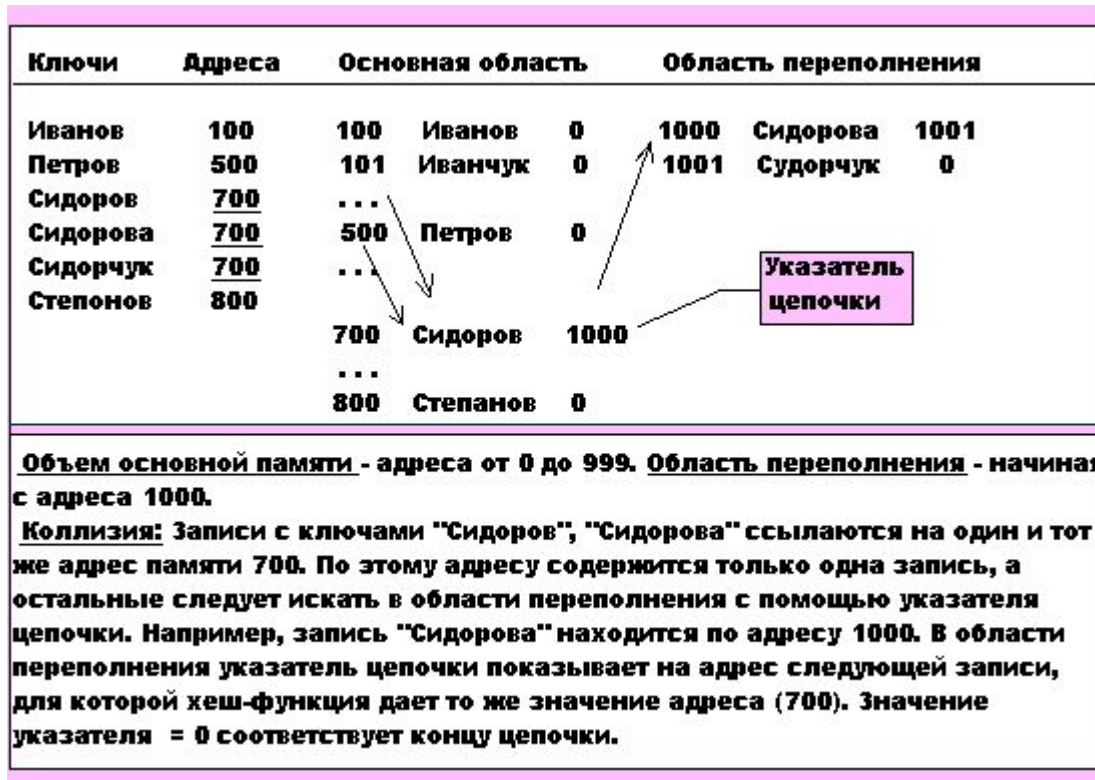 Ключи Адреса Основная область Область переполнения
Иванов 100 100 Иванов 0 1000 Сидорова 1001
Петров 500 101 Иванчук 0 1001 Судорчук 0
Сидоров 700 ...
Сидорова 700 500 Петров 0
Сидорчук 700 ...
Степонов 800
Указатель
цепочки
700 Сидоров 1000
...
800 Степанов 0
Объем основной памяти - адреса от 0 до 999. Область переполнения - начиная
с адреса 1000.
Коллизия: Записи с ключами "Сидоров", "Сидорова" ссылаются на один и тот
же адрес памяти 700. По этому адресу содержится только одна запись, а
остальные следует искать в области переполнения с помощью указателя
цепочки. Например, запись "Сидорова" находится по адресу 1000. В области
переполнения указатель цепочки показывает на адрес следующей записи,
для которой хеш-функция дает то же значение адреса (700). Значение
указателя = 0 соответствует концу цепочки.